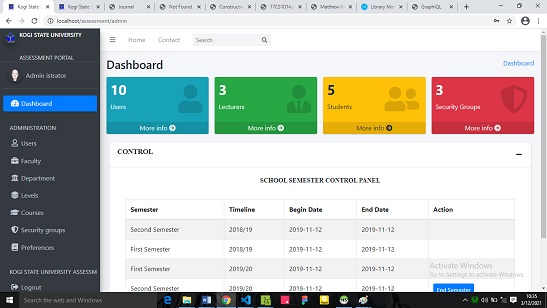 Kogi State
Kogi State
Journal
Not Found
Constructi
17CS1014
Matthew K
Library Ma
GraphiQL
localhost/assessment/admin
KOGI STATE UNIVERSITY
Home
Contact
Search
ASSESSMENT PORTAL
Admin istrator
Dashboard
Dashboard
10
Users
More info
3
Lecturers
More info
5
Students
More info
3
Security Groups
More info
Dashboard
ADMINISTRATION
Users
Faculty
Department
Levels
Courses
Security groups
Preferences
KOGI STATE UNIVERSITY ASSESSM
Logout
CONTROL
SCHOOL SEMESTER CONTROL PANEL
Semester Timeline Begin Date End Date Action
Second Semester 2018/19 2019-11-12 2019-11-12
First Semester 2018/19 2019-11-12 2019-11-12
First Semester 2019/20 2019-11-12 2019-11-12
Second Semester 2019/20 2019-11-12 2019-11-12 End Semester
Activate Windows
Go to Settings to activate Windows.
Search the web and Windows
10:35
3/12/2021